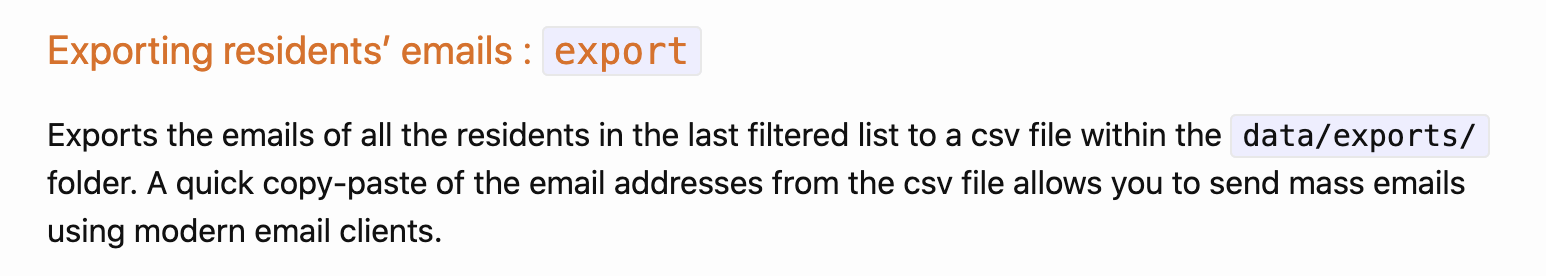 Exporting residents’ emails : export
Exports the emails of all the residents in the last filtered list to a csv file within the data/exports/
folder. A quick copy-paste of the email addresses from the csv file allows you to send mass emails
using modern email clients.